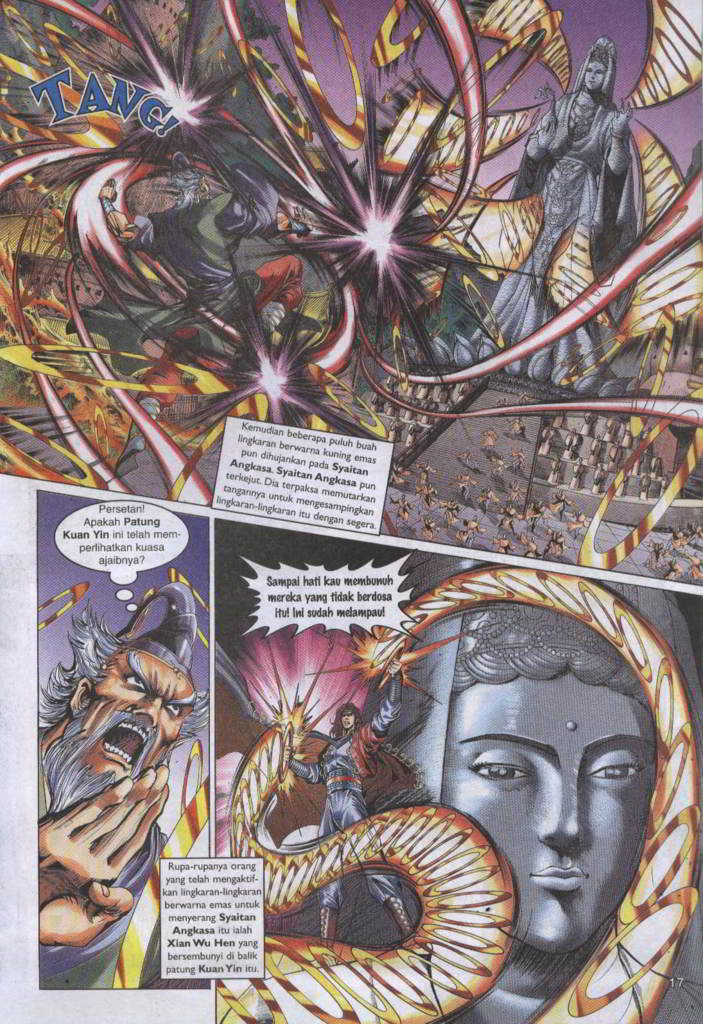 TANG!
Kemudian beberapa puluh buah
lingkaran berwarna kuning emas
pun dihujankan pada Syaitan
Angkasa. Syaitan Angkasa pun
terkejut. Dia terpaksa memutarkan
tangannya untuk mengesampingkan
lingkaran-lingkaran itu dengan segera.
Persetan!
Apakah Patung
Kuan Yin ini telah mem-
perlihatkan kuasa
ajaibnya?
Sampai hati kau membunuh
mereka yang tidak berdosa
itu! Ini sudah melampau!
Rupa-rupanya orang
yang telah mengaktif-
kan lingkaran-lingkaran
berwarna emas untuk
menyerang Syaitan
Angkasa itu ialah
Xian Wu Hen yang
bersembunyi di balik
patung Kuan Yin itu.
17